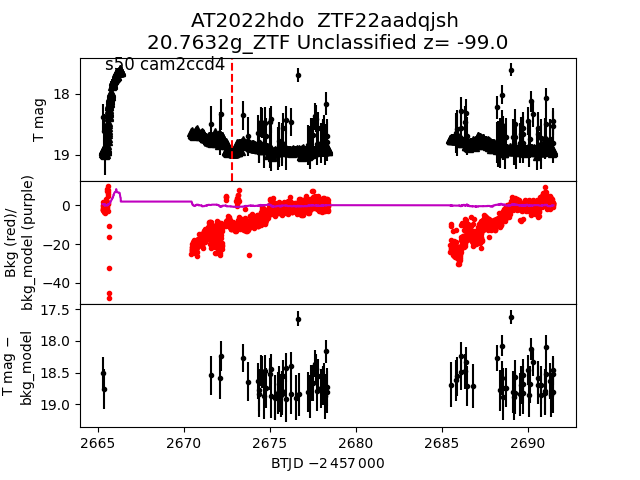 AT2022hdo  ZTF22aadqjsh
20.7632g_ZTF Unclassified z= -99.0
s50 cam2ccd4
T mag
18
19
Bkg (red)/
bkg_model (purple)
0
−20
−40
T mag −
bkg_model
17.5
18.0
18.5
19.0
2665
2670
2675
2680
2685
2690
BTJD −2 457 000